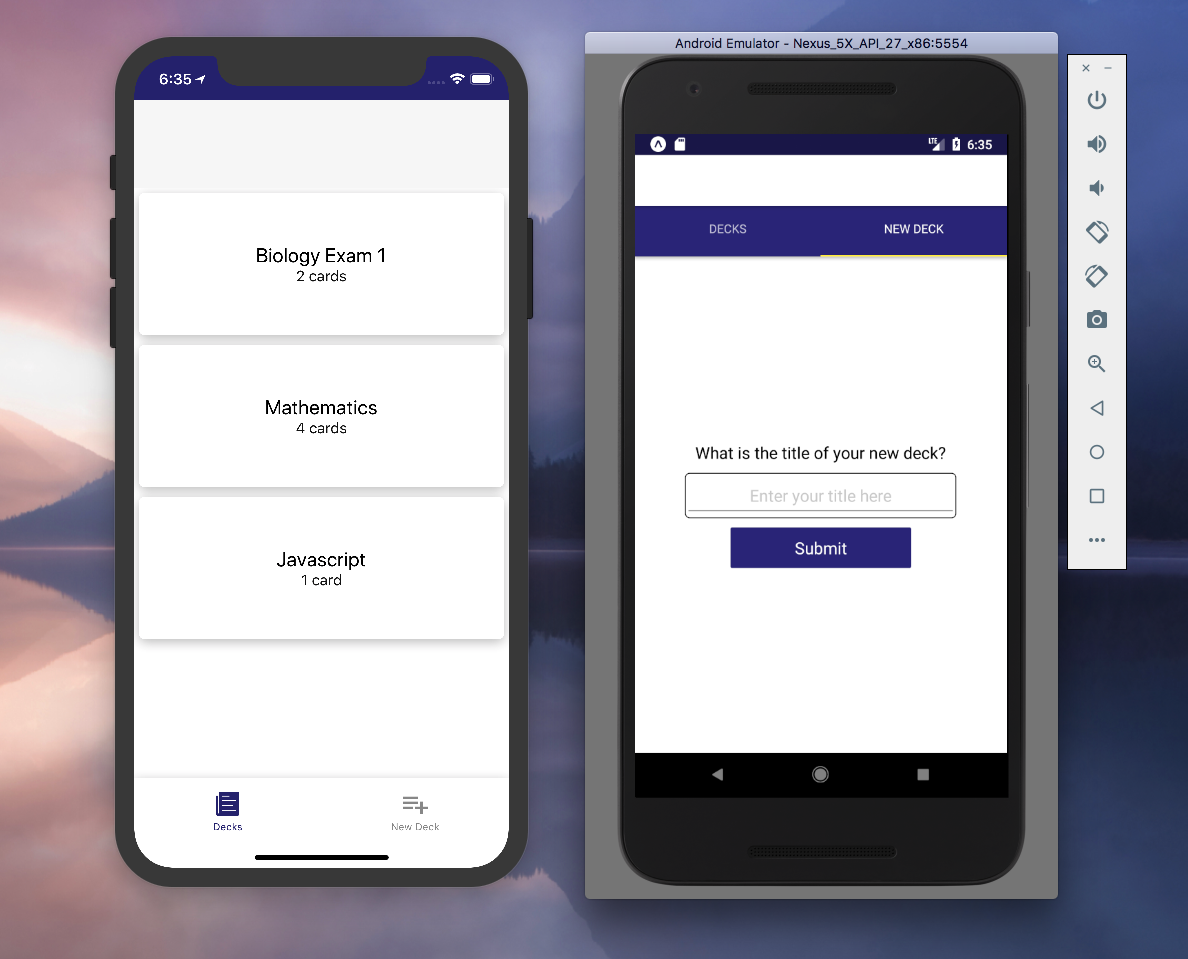 Android Emulator - Nexus_5X_API_27_x86:5554
6:35
Biology Exam 1
2 cards
Mathematics
4 cards
Javascript
1 card
Decks
New Deck
LTE
6:35
DECKS
NEW DECK
What is the title of your new deck?
Enter your title here
Submit